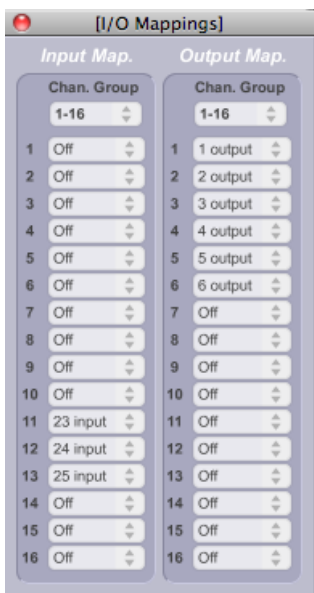 [I/O Mappings]
Input Map. Output Map.
Chan. Group Chan. Group
1-16 1-16
1 Off 1 1 output
2 Off 2 2 output
3 Off 3 3 output
4 Off 4 4 output
5 Off 5 5 output
6 Off 6 6 output
7 Off 7 Off
8 Off 8 Off
9 Off 9 Off
10 Off 10 Off
11 23 input 11 Off
12 24 input 12 Off
13 25 input 13 Off
14 Off 14 Off
15 Off 15 Off
16 Off 16 Off